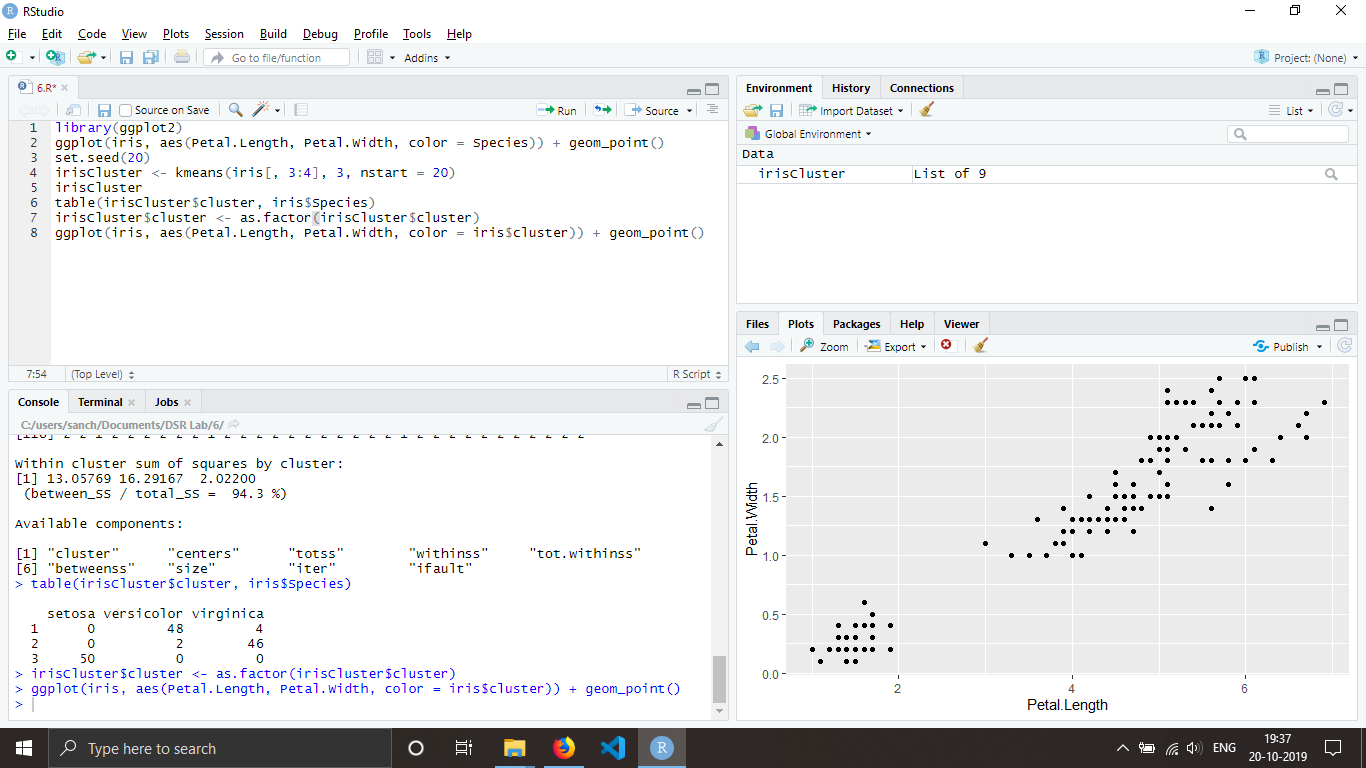 RStudio
File Edit Code View Plots Session Build Debug Profile Tools Help
Go to file/function Addins Project: (None)
6.R*
Source on Save Run Source
1 library(ggplot2)
2 ggplot(iris, aes(Petal.Length, Petal.Width, color = Species)) + geom_point()
3 set.seed(20)
4 irisCluster <- kmeans(iris[, 3:4], 3, nstart = 20)
5 irisCluster
6 table(irisCluster$cluster, iris$Species)
7 irisCluster$cluster <- as.factor(irisCluster$cluster)
8 ggplot(iris, aes(Petal.Length, Petal.Width, color = iris$cluster)) + geom_point()
7:54 (Top Level) R Script
Console Terminal Jobs
C:/users/sanch/Documents/DSR Lab/6/
Within cluster sum of squares by cluster:
[1] 13.05769 16.29167 2.02200
(between_SS / total_SS = 94.3 %)
Available components:
[1] "cluster" "centers" "totss" "withinss" "tot.withinss"
[6] "betweenss" "size" "iter" "ifault"
> table(irisCluster$cluster, iris$Species)
setosa versicolor virginica
1 0 48 4
2 0 2 46
3 50 0 0
> irisCluster$cluster <- as.factor(irisCluster$cluster)
> ggplot(iris, aes(Petal.Length, Petal.Width, color = iris$cluster)) + geom_point()
>
Environment History Connections
Import Dataset List
Global Environment
Data
irisCluster List of 9
Files Plots Packages Help Viewer
Zoom Export Publish
2.5
2.0
1.5
1.0
0.5
0.0
Petal.Width
2 4 6
Petal.Length
Type here to search
ENG
19:37
20-10-2019